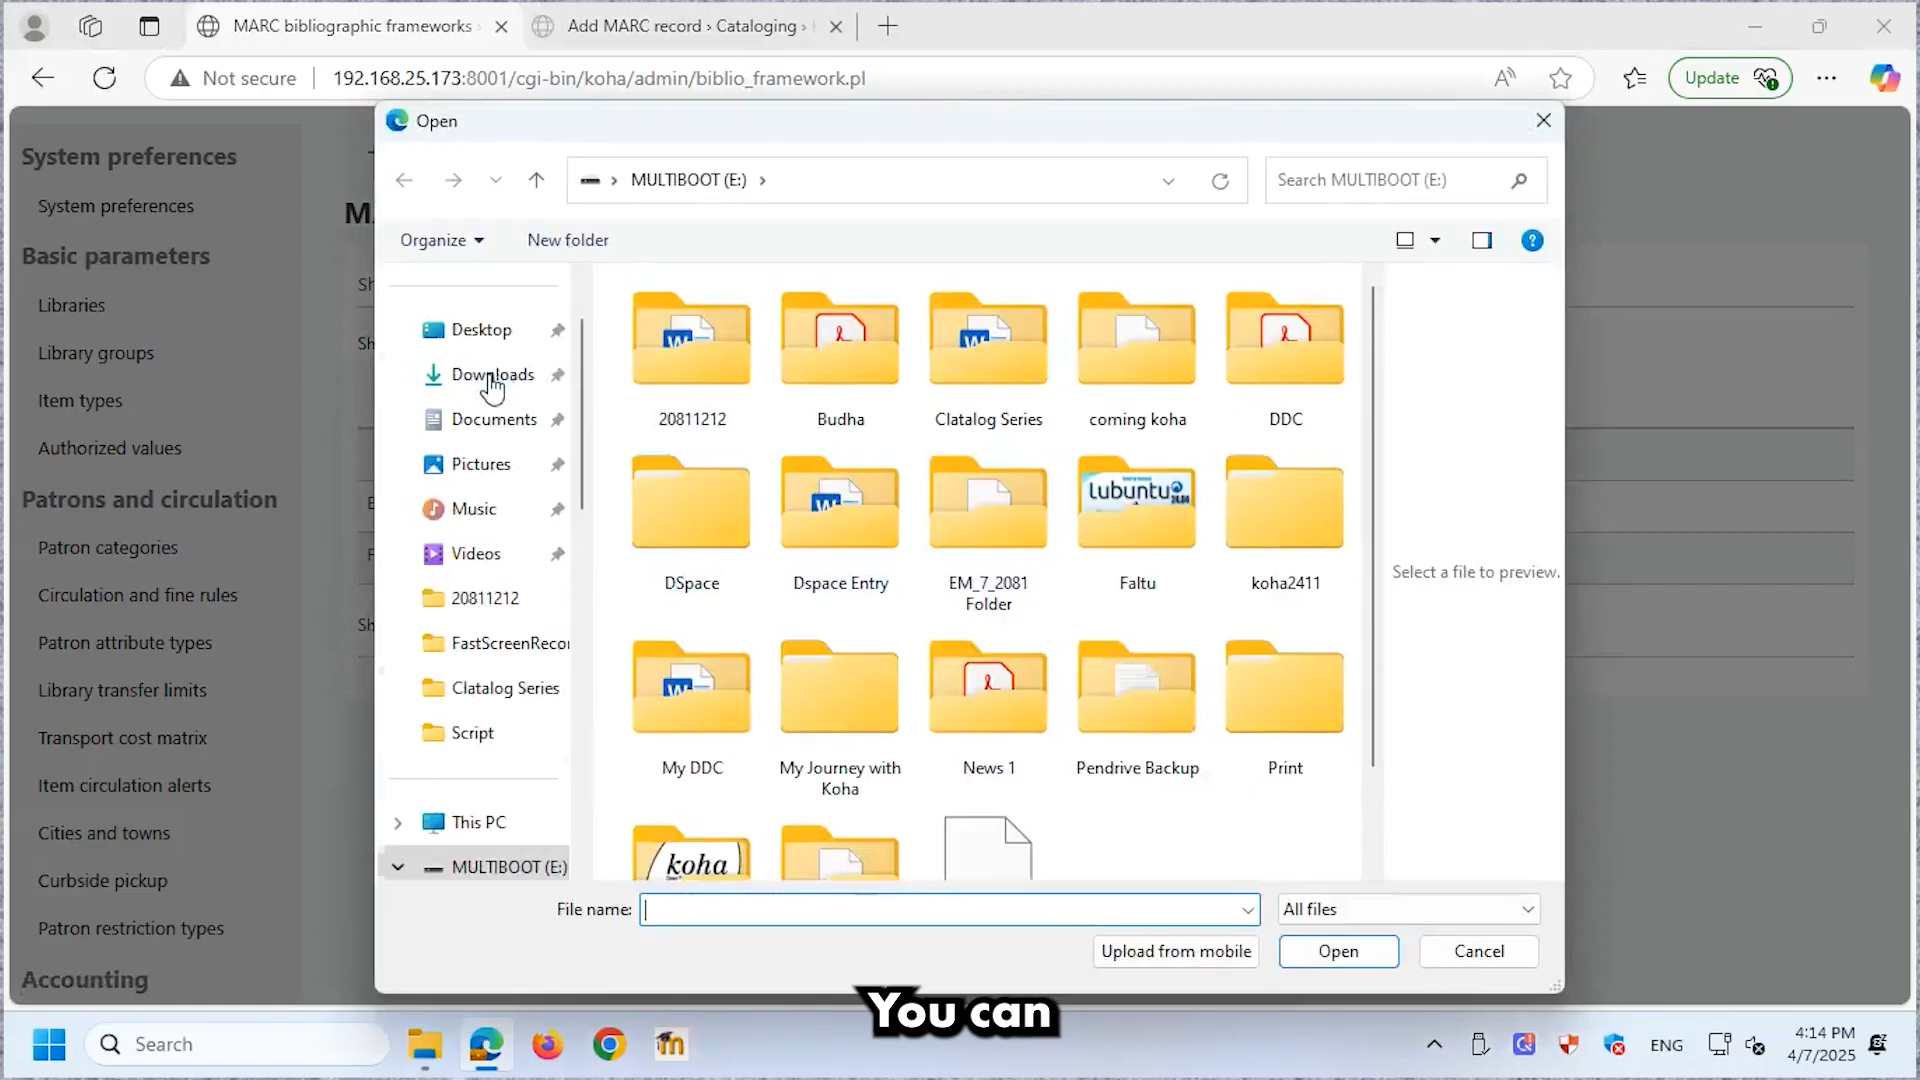 MARC bibliographic frameworks
Add MARC record › Cataloging ›
Not secure
192.168.25.173:8001/cgi-bin/koha/admin/biblio_framework.pl
Update
Open
MULTIBOOT (E:)
Search MULTIBOOT (E:)
Organize
New folder
System preferences
System preferences
Basic parameters
Libraries
Library groups
Item types
Authorized values
Patrons and circulation
Patron categories
Circulation and fine rules
Patron attribute types
Library transfer limits
Transport cost matrix
Item circulation alerts
Cities and towns
Curbside pickup
Patron restriction types
Accounting
Desktop
Downloads
Documents
Pictures
Music
Videos
20811212
FastScreenRecor
Clatalog Series
Script
This PC
MULTIBOOT (E:)
20811212
Budha
Clatalog Series
coming koha
DDC
lubuntu
24.04
DSpace
Dspace Entry
EM_7_2081
Folder
Faltu
koha2411
My DDC
My Journey with
Koha
News 1
Pendrive Backup
Print
koha
Select a file to preview.
File name:
All files
Upload from mobile
Open
Cancel
You can
Search
ENG
4:14 PM
4/7/2025